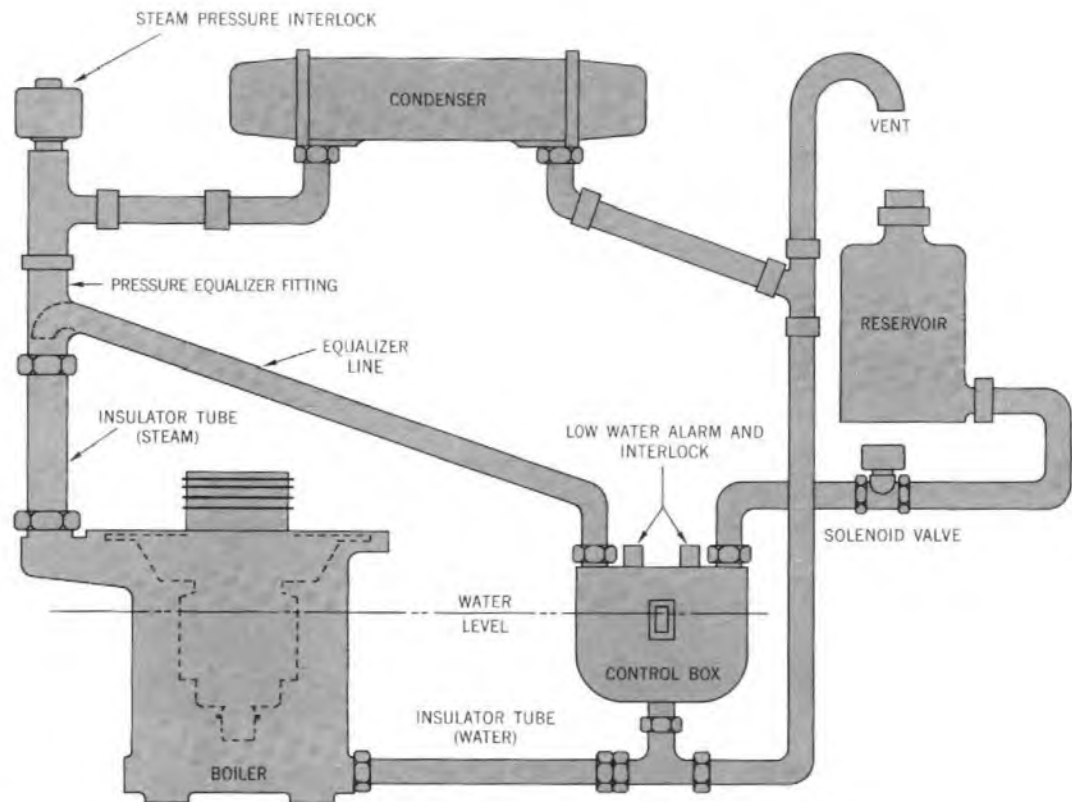 STEAM PRESSURE INTERLOCK
CONDENSER
VENT
PRESSURE EQUALIZER FITTING
RESERVOIR
EQUALIZER
LINE
INSULATOR TUBE
(STEAM)
LOW WATER ALARM AND
INTERLOCK
SOLENOID VALVE
WATER
LEVEL
CONTROL BOX
INSULATOR TUBE
(WATER)
BOILER